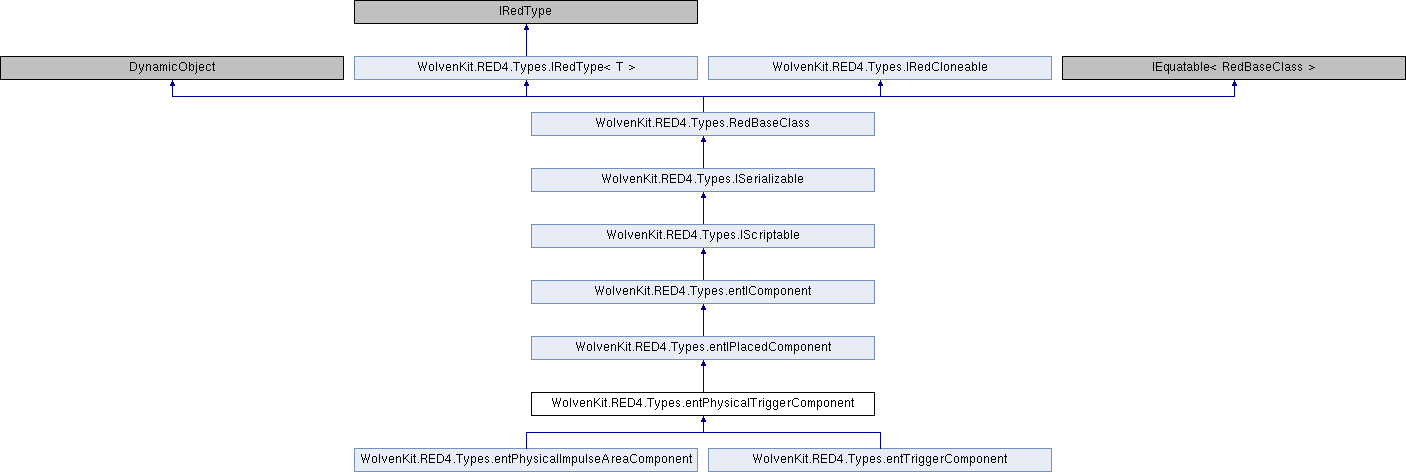 IRedType
DynamicObject
WolvenKit.RED4.Types.IRedType< T >
WolvenKit.RED4.Types.IRedCloneable
IEquatable< RedBaseClass >
WolvenKit.RED4.Types.RedBaseClass
WolvenKit.RED4.Types.ISerializable
WolvenKit.RED4.Types.IScriptable
WolvenKit.RED4.Types.entIComponent
WolvenKit.RED4.Types.entIPlacedComponent
WolvenKit.RED4.Types.entPhysicalTriggerComponent
WolvenKit.RED4.Types.entPhysicalImpulseAreaComponent
WolvenKit.RED4.Types.entTriggerComponent